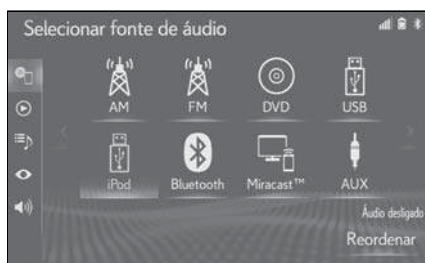 Selecionar fonte de áudio
AM FM DVD USB
iPod Bluetooth Miracast™ AUX
Áudio desligado
Reordenar